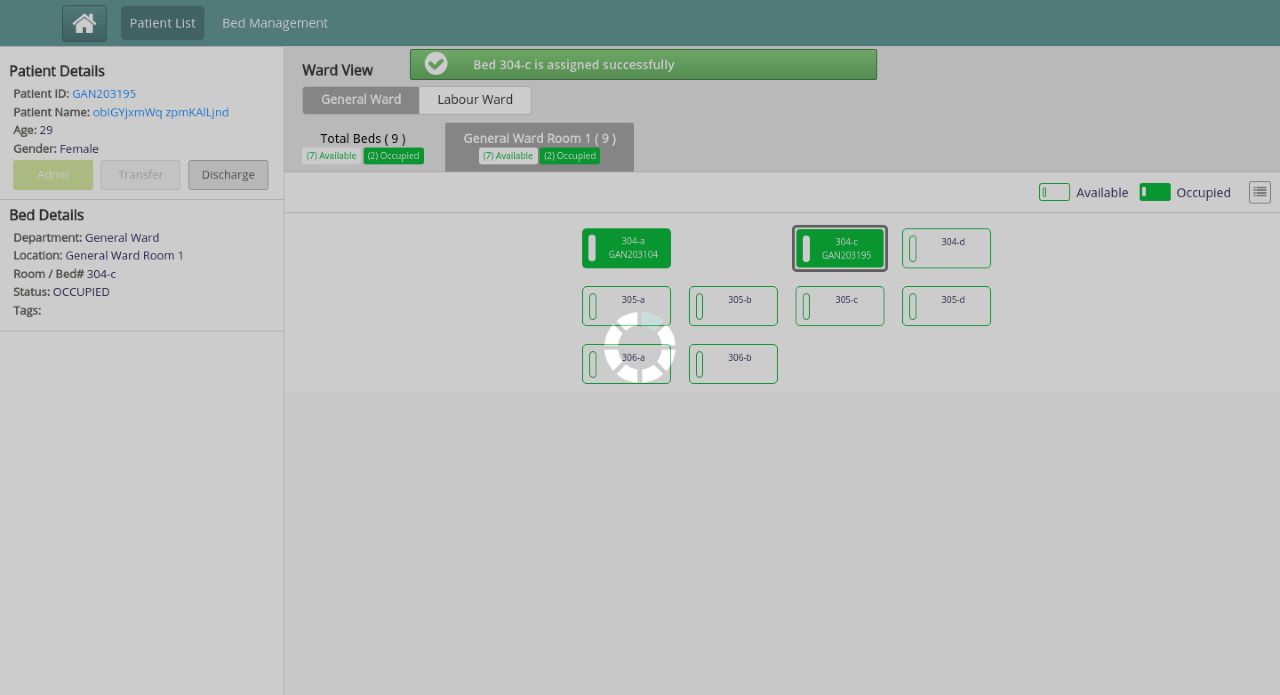 Patient List
Bed Management
Patient Details
Patient ID: GAN203195
Patient Name: obIGYjxmWq zpmKAlLjnd
Age: 29
Gender: Female
Admit
Transfer
Discharge
Bed Details
Department: General Ward
Location: General Ward Room 1
Room / Bed# 304-c
Status: OCCUPIED
Tags:
Bed 304-c is assigned successfully
Ward View
General Ward
Labour Ward
Total Beds ( 9 )
(7) Available (2) Occupied
General Ward Room 1 ( 9 )
(7) Available (2) Occupied
Available
Occupied
304-a
GAN203104
304-c
GAN203195
304-d
305-a
305-b
305-c
305-d
306-a
306-b